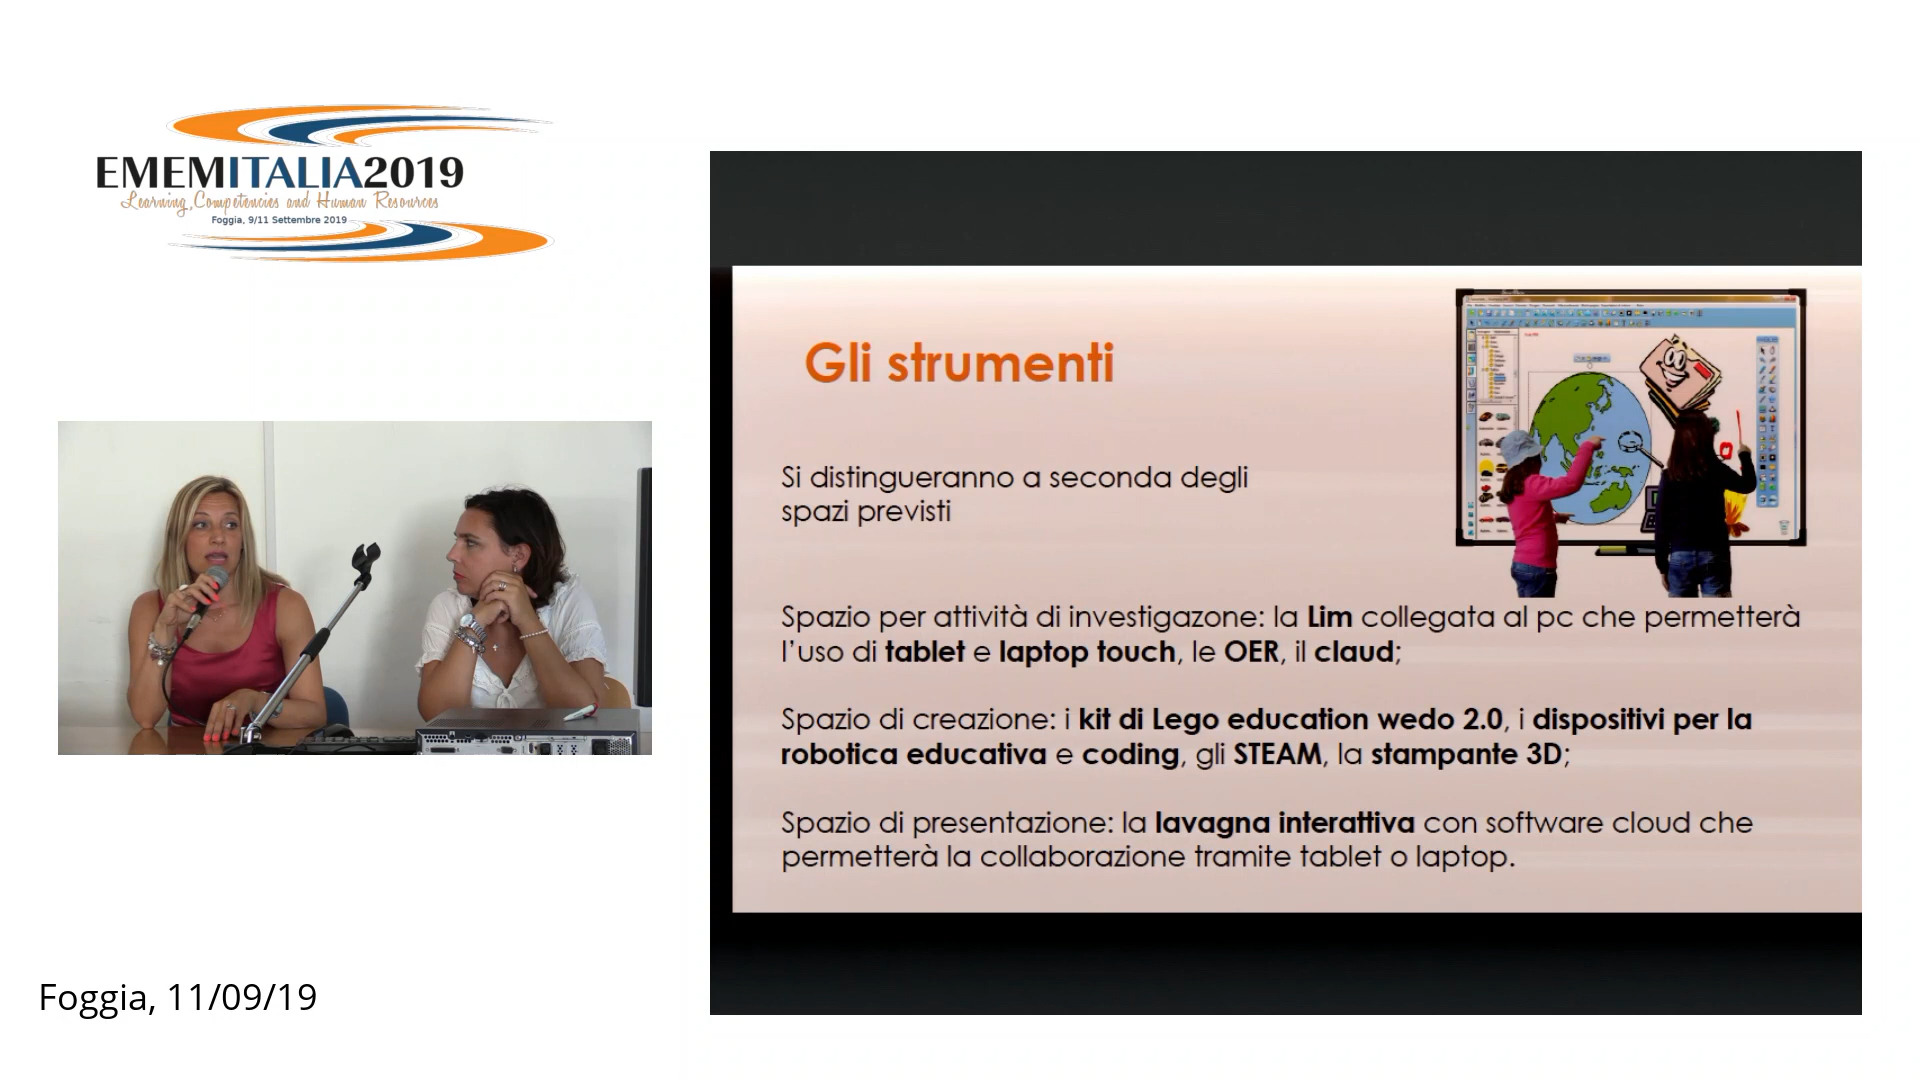 EMEMITALIA2019
Learning, Competencies and Human Resources
Foggia, 9/11 Settembre 2019
Gli strumenti
Si distingueranno a seconda degli
spazi previsti
Spazio per attività di investigazone: la Lim collegata al pc che permetterà
l’uso di tablet e laptop touch, le OER, il claud;
Spazio di creazione: i kit di Lego education wedo 2.0, i dispositivi per la
robotica educativa e coding, gli STEAM, la stampante 3D;
Spazio di presentazione: la lavagna interattiva con software cloud che
permetterà la collaborazione tramite tablet o laptop.
Foggia, 11/09/19